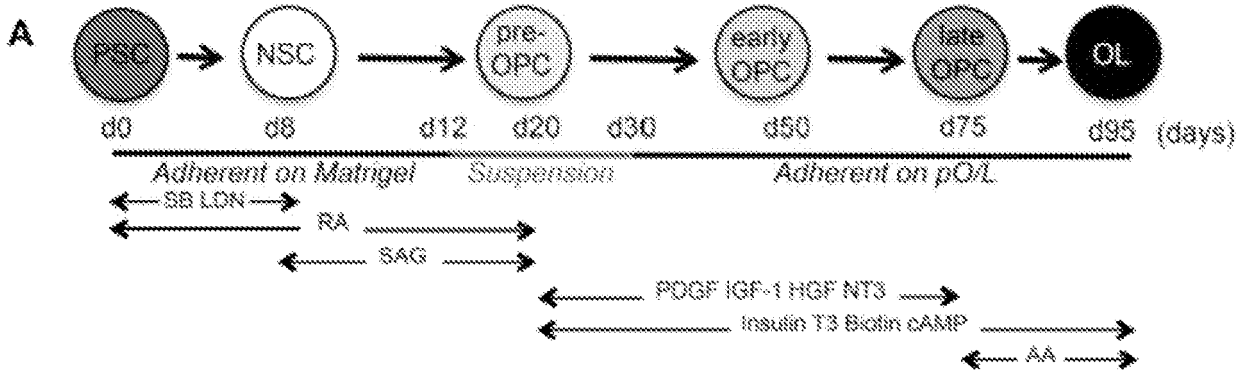 A
PSC NSC pre-OPC early OPC late OPC OL
d0 d8 d12 d20 d30 d50 d75 d95 (days)
Adherent on Matrigel Suspension Adherent on pO/L
SB LDN
RA
SAG
PDGF IGF-1 HGF NT3
Insulin T3 Biotin cAMP
AA